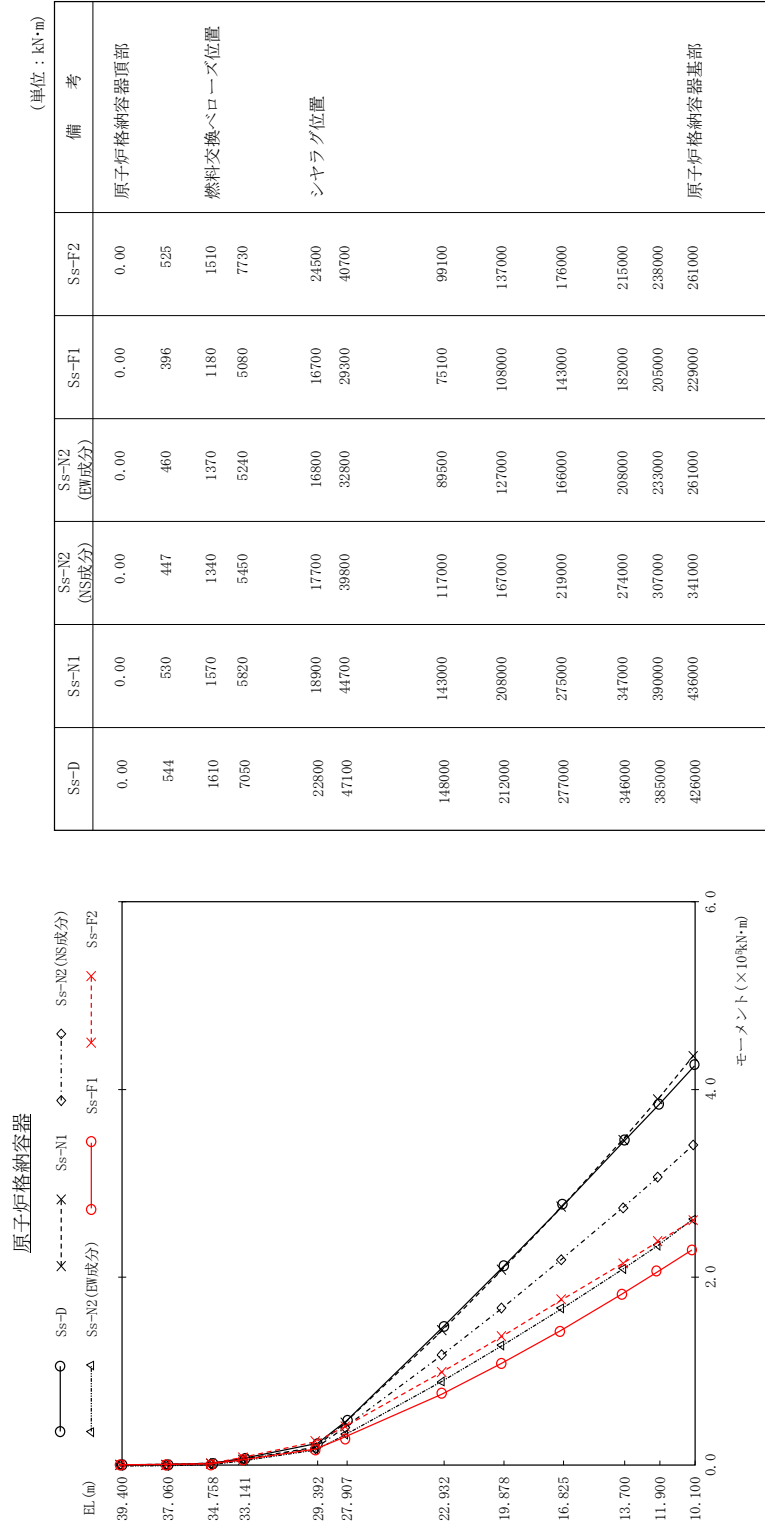 原子炉格納容器
Ss-D Ss-N1 Ss-N2(NS成分)
Ss-N2(EW成分) Ss-F1 Ss-F2
EL(m)
39.400
37.060
34.758
33.141
29.392
27.907
22.932
19.878
16.825
13.700
11.900
10.100
0.0 2.0 4.0 6.0
モーメント(×10⁵kN・m)
(単位:kN・m)
Ss-D Ss-N1 Ss-N2 (NS成分) Ss-N2 (EW成分) Ss-F1 Ss-F2 備 考
0.00 0.00 0.00 0.00 0.00 0.00 原子炉格納容器頂部
544 530 447 460 396 525
1610 1570 1340 1370 1180 1510 燃料交換ベローズ位置
7050 5820 5450 5240 5080 7730
22800 18900 17700 16800 16700 24500 シヤラグ位置
47100 44700 39800 32800 29300 40700
148000 143000 117000 89500 75100 99100
212000 208000 167000 127000 108000 137000
277000 275000 219000 166000 143000 176000
346000 347000 274000 208000 182000 215000
385000 390000 307000 233000 205000 238000
426000 436000 341000 261000 229000 261000 原子炉格納容器基部